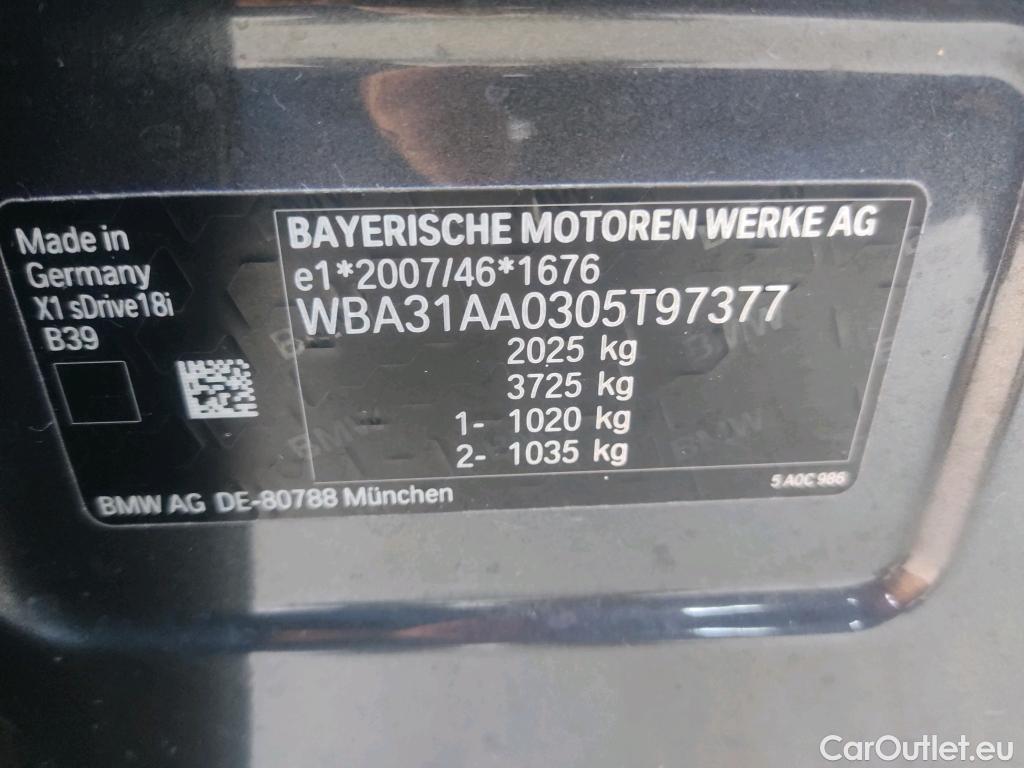 Made in
Germany
X1 sDrive18i
B39
BAYERISCHE MOTOREN WERKE AG
e1*2007/46*1676
WBA31AA0305T97377
2025 kg
3725 kg
1- 1020 kg
2- 1035 kg
5 A0C 986
BMW AG DE-80788 München
CarOutlet.eu